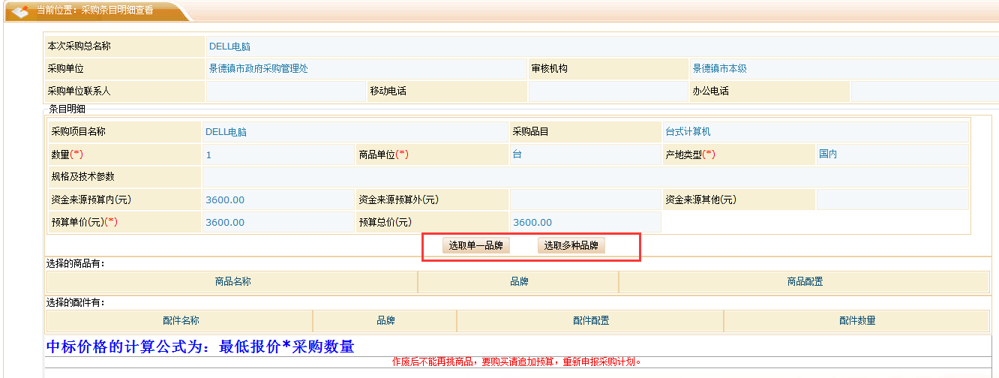 当前位置：采购条目明细查看
本次采购总名称 DELL电脑
采购单位 景德镇市政府采购管理处 审核机构 景德镇市本级
采购单位联系人 移动电话 办公电话
条目明细
采购项目名称 DELL电脑 采购品目 台式计算机
数量(*) 1 商品单位(*) 台 产地类型(*) 国内
规格及技术参数
资金来源预算内(元) 3600.00 资金来源预算外(元) 资金来源其他(元)
预算单价(元)(*) 3600.00 预算总价(元) 3600.00
选取单一品牌 选取多种品牌
选择的商品有：
商品名称 品牌 商品配置
选择的配件有：
配件名称 品牌 配件配置 配件数量
中标价格的计算公式为：最低报价*采购数量
作废后不能再挑商品，要购买请追加预算，重新申报采购计划。